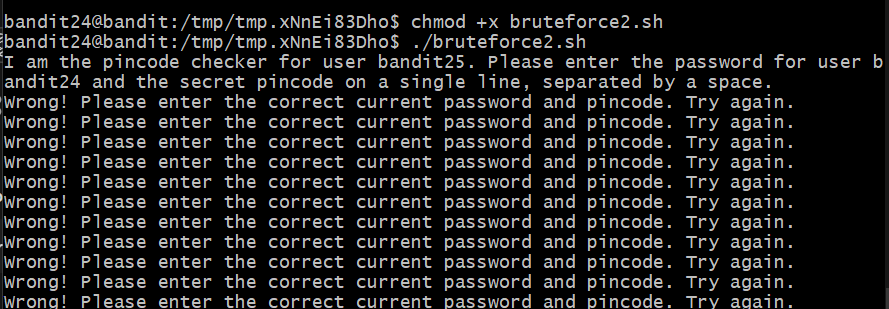 bandit24@bandit:/tmp/tmp.xNnEi83Dho$ chmod +x bruteforce2.sh
bandit24@bandit:/tmp/tmp.xNnEi83Dho$ ./bruteforce2.sh
I am the pincode checker for user bandit25. Please enter the password for user b
andit24 and the secret pincode on a single line, separated by a space.
Wrong! Please enter the correct current password and pincode. Try again.
Wrong! Please enter the correct current password and pincode. Try again.
Wrong! Please enter the correct current password and pincode. Try again.
Wrong! Please enter the correct current password and pincode. Try again.
Wrong! Please enter the correct current password and pincode. Try again.
Wrong! Please enter the correct current password and pincode. Try again.
Wrong! Please enter the correct current password and pincode. Try again.
Wrong! Please enter the correct current password and pincode. Try again.
Wrong! Please enter the correct current password and pincode. Try again.
Wrong! Please enter the correct current password and pincode. Try again.
Wrong! Please enter the correct current password and pincode. Try again.